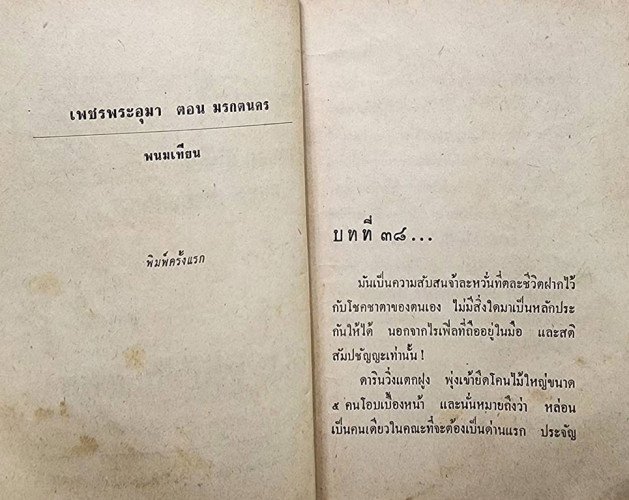 เพชรพระอุมา ตอน มรกตนคร
พนมเทียน
พิมพ์ครั้งแรก
บทที่ ๓๘...
มันเป็นความสับสนจ้าละหวั่นที่ตละชีวิตฝากไว้
กับโชคชาตาของตนเอง ไม่มีสิ่งใดมาเป็นหลักประ
กันให้ได้ นอกจากไรเฟิ่ลที่ถืออยู่ในมือ และสติ
สัมปชัญญะเท่านั้น !
ดารินวิ่งแตกฝูง พุ่งเข้ายึดโคนไม้ใหญ่ขนาด
๕ คนโอบเบื้องหน้า และนั่นหมายถึงว่า หล่อน
เป็นคนเดียวในคณะที่จะต้องเป็นด่านแรก ประจัญ